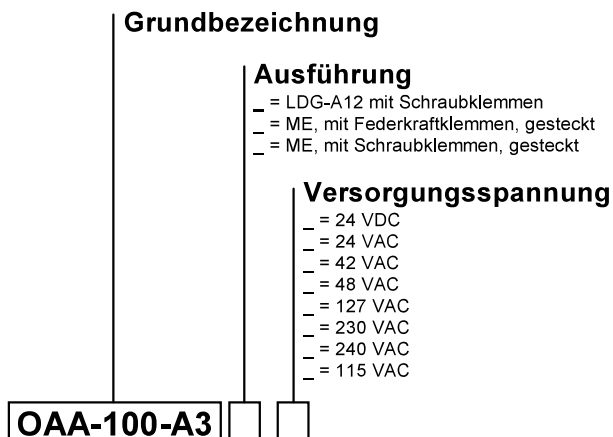 Grundbezeichnung
Ausführung
_ = LDG-A12 mit Schraubklemmen
_ = ME, mit Federkraftklemmen, gesteckt
_ = ME, mit Schraubklemmen, gesteckt
Versorgungsspannung
_ = 24 VDC
_ = 24 VAC
_ = 42 VAC
_ = 48 VAC
_ = 127 VAC
_ = 230 VAC
_ = 240 VAC
_ = 115 VAC
OAA-100-A3